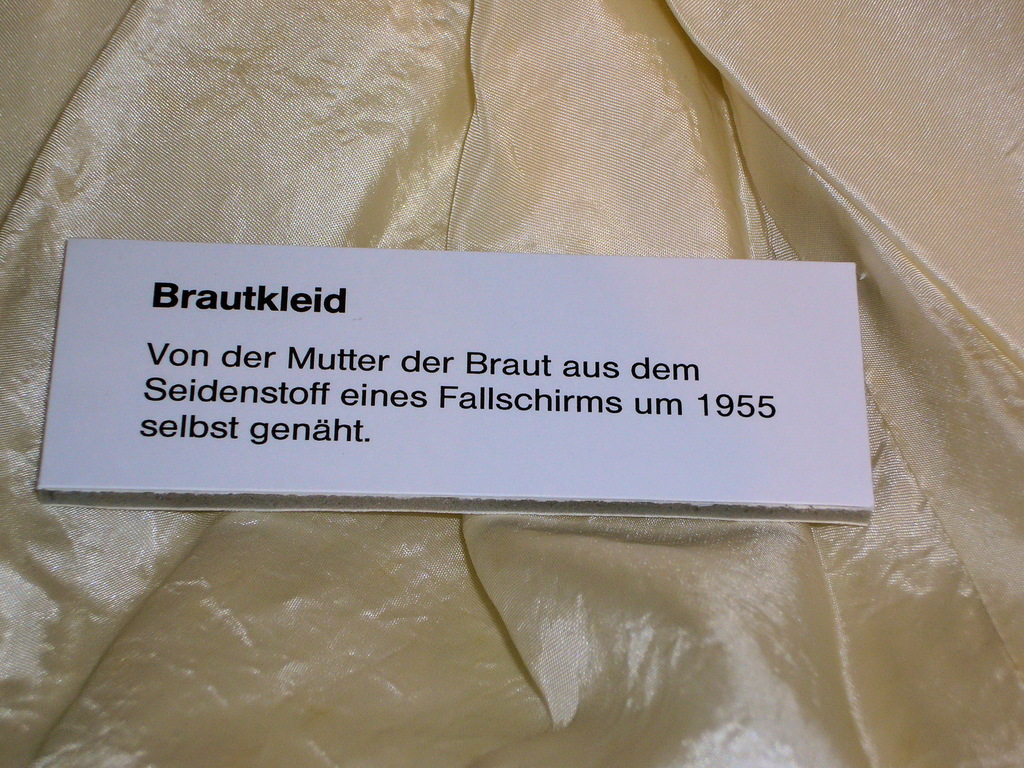 Brautkleid
Von der Mutter der Braut aus dem
Seidenstoff eines Fallschirms um 1955
selbst genäht.